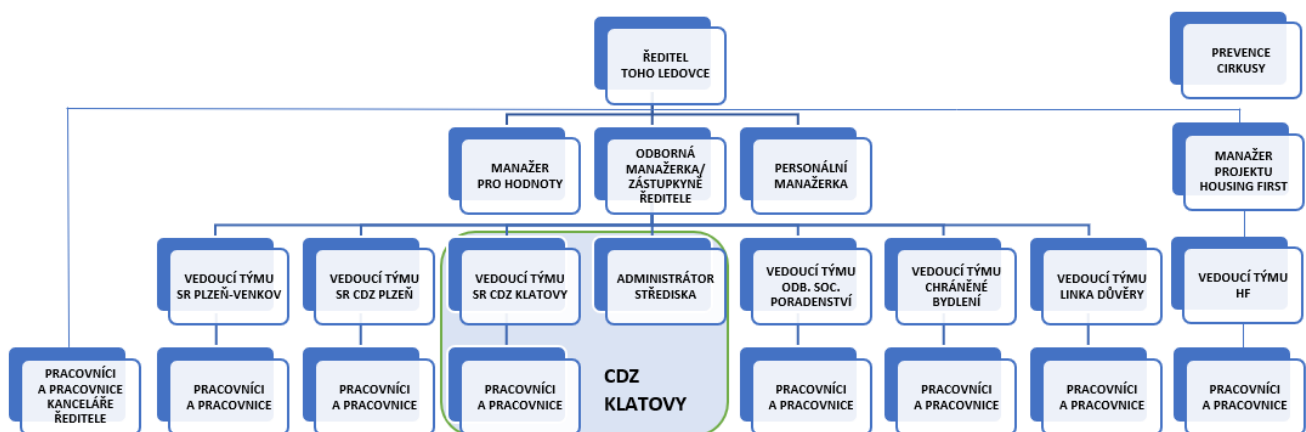 ŘEDITEL
TOHO LEDOVCE
PREVENCE
CIRKUSY
MANAŽER
PRO HODNOTY
ODBORNÁ
MANAŽERKA/
ZÁSTUPKYNĚ
ŘEDITELE
PERSONÁLNÍ
MANAŽERKA
MANAŽER
PROJEKTU
HOUSING FIRST
VEDOUCÍ TÝMU
SR PLZEŇ-VENKOV
VEDOUCÍ TÝMU
SR CDZ PLZEŇ
VEDOUCÍ TÝMU
SR CDZ KLATOVY
ADMINISTRÁTOR
STŘEDISKA
VEDOUCÍ TÝMU
ODB. SOC.
PORADENSTVÍ
VEDOUCÍ TÝMU
CHRÁNĚNÉ
BYDLENÍ
VEDOUCÍ TÝMU
LINKA DŮVĚRY
VEDOUCÍ TÝMU
HF
PRACOVNÍCI
A PRACOVNICE
KANCELÁŘE
ŘEDITELE
PRACOVNÍCI
A PRACOVNICE
PRACOVNÍCI
A PRACOVNICE
PRACOVNÍCI
A PRACOVNICE
CDZ
KLATOVY
PRACOVNÍCI
A PRACOVNICE
PRACOVNÍCI
A PRACOVNICE
PRACOVNÍCI
A PRACOVNICE
PRACOVNÍCI
A PRACOVNICE